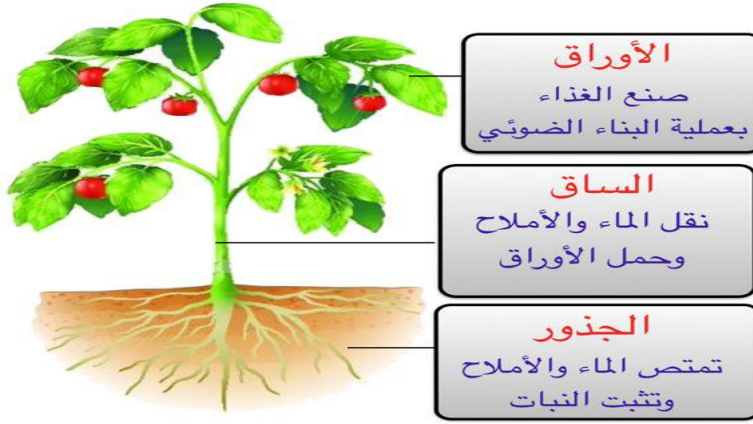 الأوراق
صنع الغذاء
بعملية البناء الضوئي
الساق
نقل الماء والأملاح
وحمل الأوراق
الجذور
تمتص الماء والأملاح
وتثبت النبات